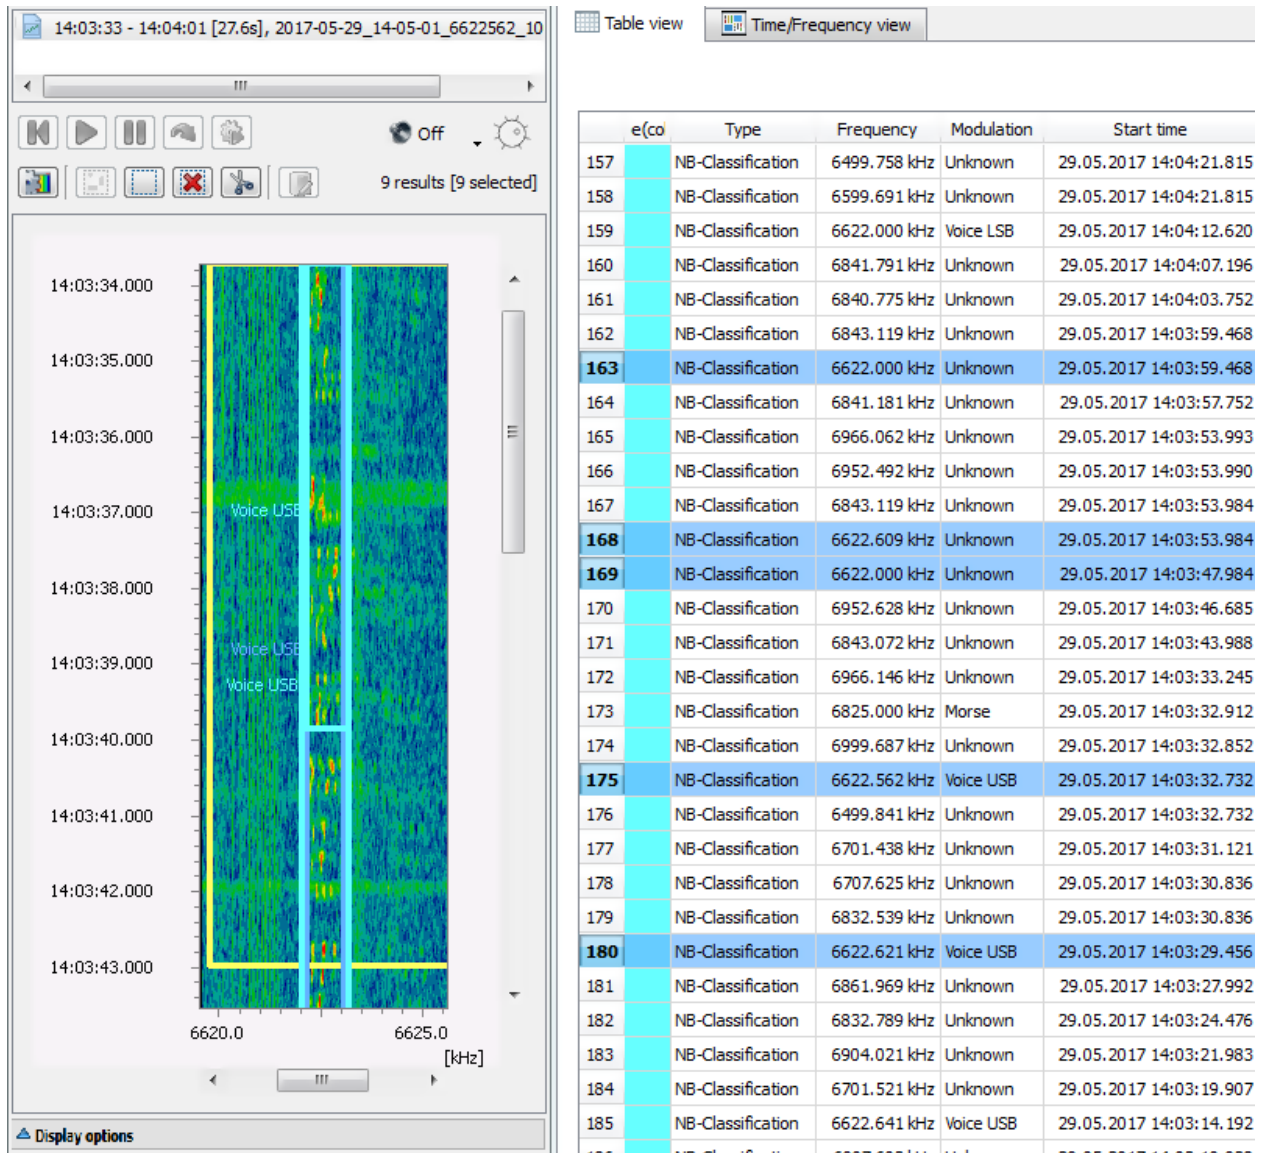 14:03:33 - 14:04:01 [27.6s], 2017-05-29_14-05-01_6622562_10
Off
9 results [9 selected]
14:03:34.000
14:03:35.000
14:03:36.000
14:03:37.000
14:03:38.000
14:03:39.000
14:03:40.000
14:03:41.000
14:03:42.000
14:03:43.000
Voice USB
Voice USB
Voice USB
6620.0 6625.0
[kHz]
Display options
Table view Time/Frequency view
e(col Type Frequency Modulation Start time
157 NB-Classification 6499.758 kHz Unknown 29.05.2017 14:04:21.815
158 NB-Classification 6599.691 kHz Unknown 29.05.2017 14:04:21.815
159 NB-Classification 6622.000 kHz Voice LSB 29.05.2017 14:04:12.620
160 NB-Classification 6841.791 kHz Unknown 29.05.2017 14:04:07.196
161 NB-Classification 6840.775 kHz Unknown 29.05.2017 14:04:03.752
162 NB-Classification 6843.119 kHz Unknown 29.05.2017 14:03:59.468
163 NB-Classification 6622.000 kHz Unknown 29.05.2017 14:03:59.468
164 NB-Classification 6841.181 kHz Unknown 29.05.2017 14:03:57.752
165 NB-Classification 6966.062 kHz Unknown 29.05.2017 14:03:53.993
166 NB-Classification 6952.492 kHz Unknown 29.05.2017 14:03:53.990
167 NB-Classification 6843.119 kHz Unknown 29.05.2017 14:03:53.984
168 NB-Classification 6622.609 kHz Unknown 29.05.2017 14:03:53.984
169 NB-Classification 6622.000 kHz Unknown 29.05.2017 14:03:47.984
170 NB-Classification 6952.628 kHz Unknown 29.05.2017 14:03:46.685
171 NB-Classification 6843.072 kHz Unknown 29.05.2017 14:03:43.988
172 NB-Classification 6966.146 kHz Unknown 29.05.2017 14:03:33.245
173 NB-Classification 6825.000 kHz Morse 29.05.2017 14:03:32.912
174 NB-Classification 6999.687 kHz Unknown 29.05.2017 14:03:32.852
175 NB-Classification 6622.562 kHz Voice USB 29.05.2017 14:03:32.732
176 NB-Classification 6499.841 kHz Unknown 29.05.2017 14:03:32.732
177 NB-Classification 6701.438 kHz Unknown 29.05.2017 14:03:31.121
178 NB-Classification 6707.625 kHz Unknown 29.05.2017 14:03:30.836
179 NB-Classification 6832.539 kHz Unknown 29.05.2017 14:03:30.836
180 NB-Classification 6622.621 kHz Voice USB 29.05.2017 14:03:29.456
181 NB-Classification 6861.969 kHz Unknown 29.05.2017 14:03:27.992
182 NB-Classification 6832.789 kHz Unknown 29.05.2017 14:03:24.476
183 NB-Classification 6904.021 kHz Unknown 29.05.2017 14:03:21.983
184 NB-Classification 6701.521 kHz Unknown 29.05.2017 14:03:19.907
185 NB-Classification 6622.641 kHz Voice USB 29.05.2017 14:03:14.192